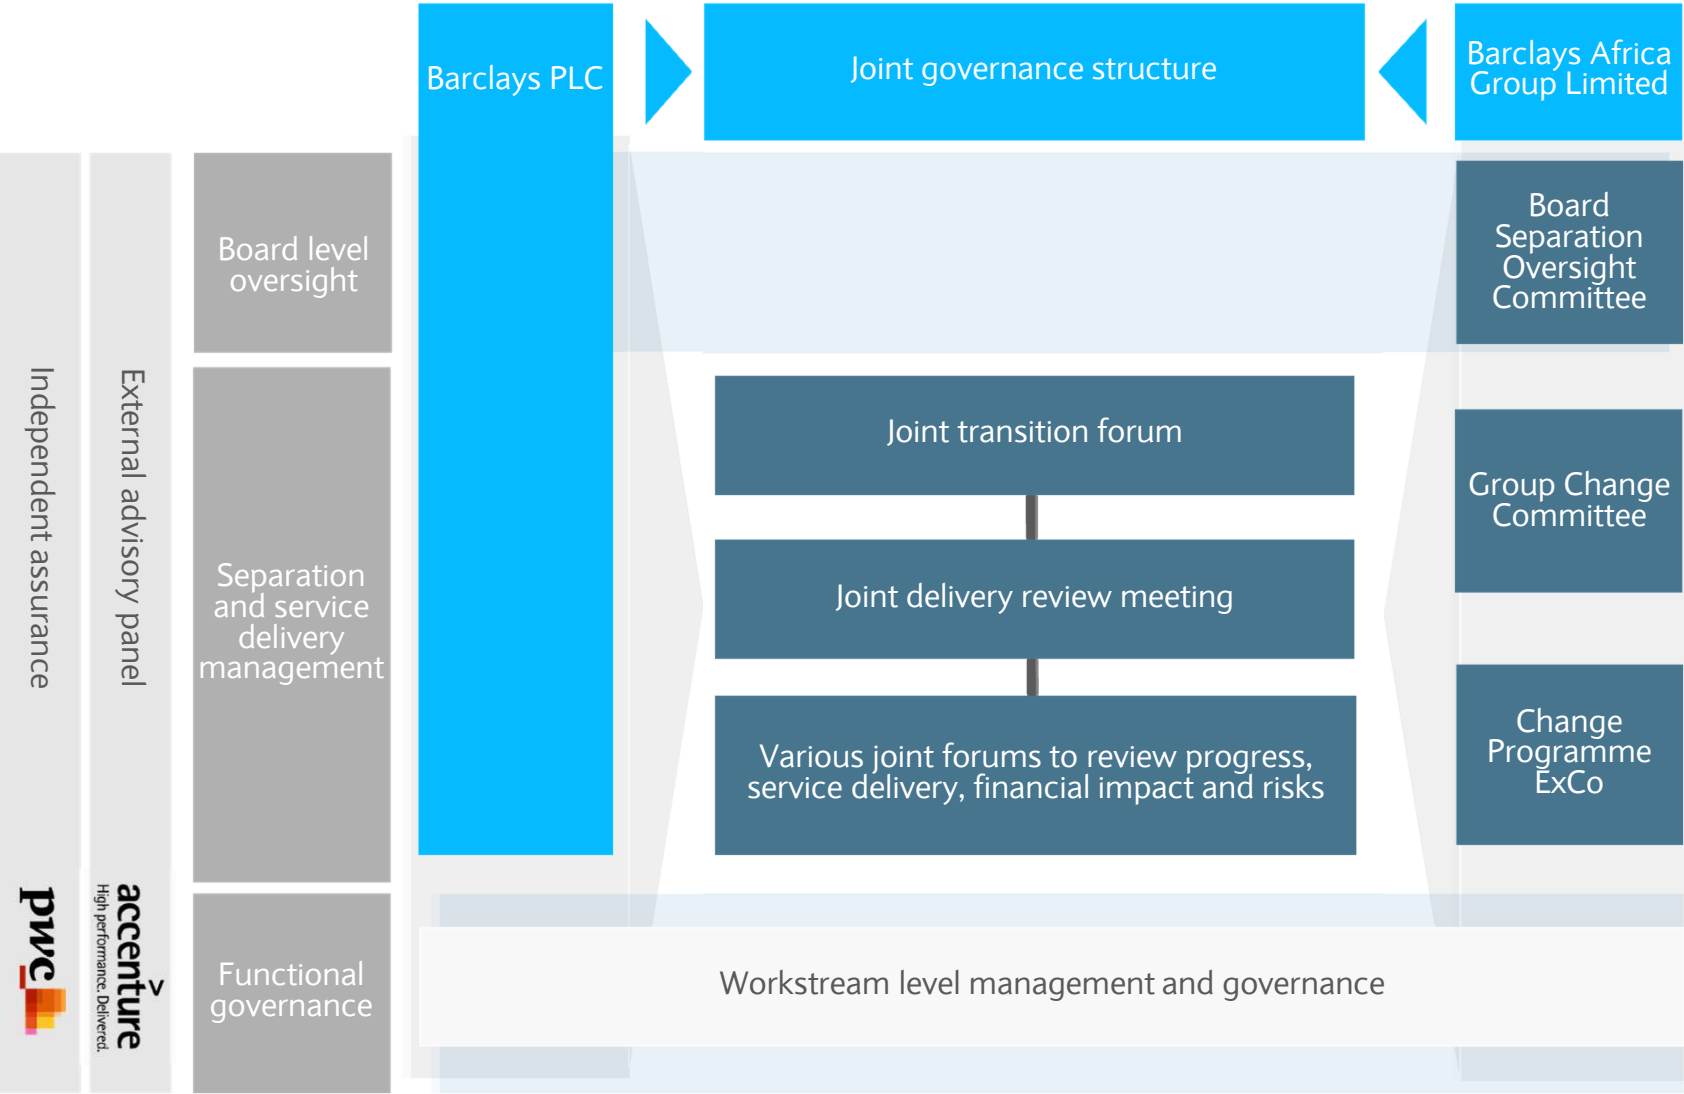 Barclays PLC
Joint governance structure
Barclays Africa
Group Limited
Independent assurance
External advisory panel
pwc
accenture
High performance. Delivered.
Board level
oversight
Board
Separation
Oversight
Committee
Separation
and service
delivery
management
Joint transition forum
Joint delivery review meeting
Various joint forums to review progress,
service delivery, financial impact and risks
Group Change
Committee
Change
Programme
ExCo
Functional
governance
Workstream level management and governance